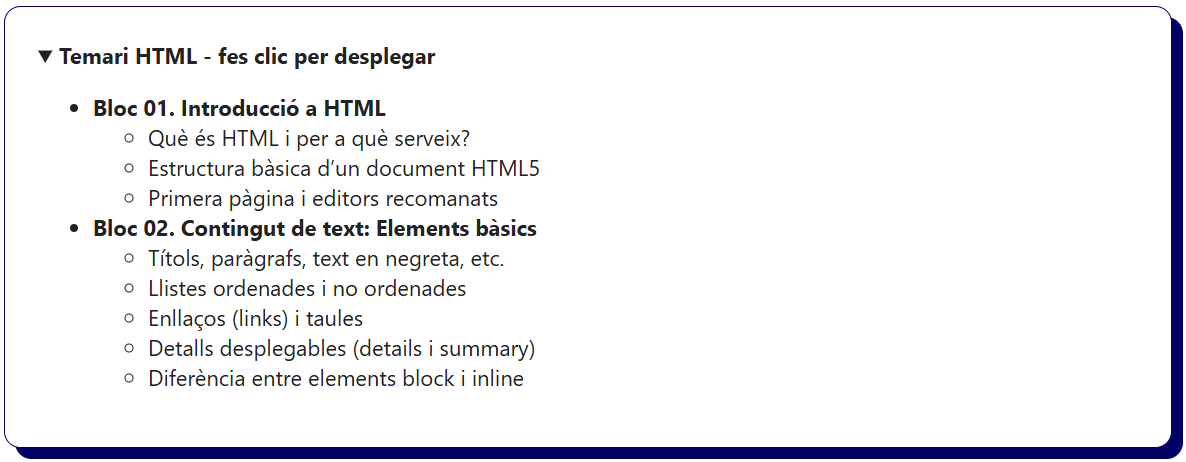 Temari HTML - fes clic per desplegar
Bloc 01. Introducció a HTML
Què és HTML i per a què serveix?
Estructura bàsica d’un document HTML5
Primera pàgina i editors recomanats
Bloc 02. Contingut de text: Elements bàsics
Títols, paràgrafs, text en negreta, etc.
Llistes ordenades i no ordenades
Enllaços (links) i taules
Detalls desplegables (details i summary)
Diferència entre elements block i inline